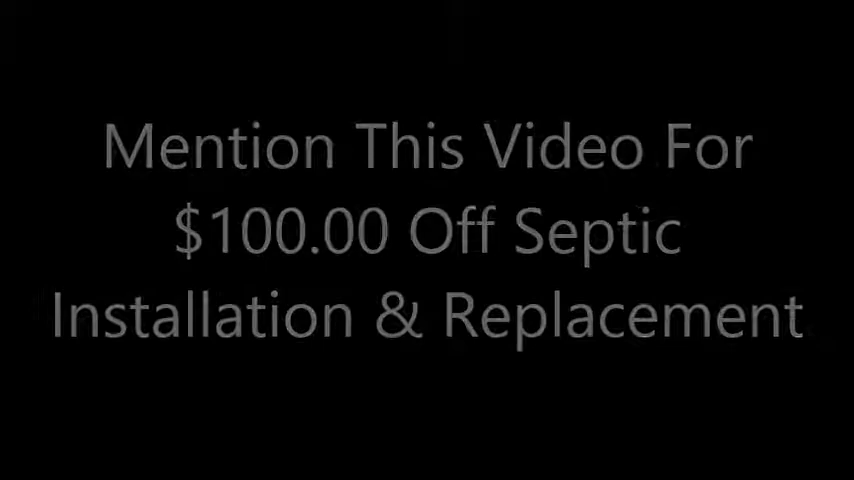 Mention This Video For
$100.00 Off Septic
Installation & Replacement